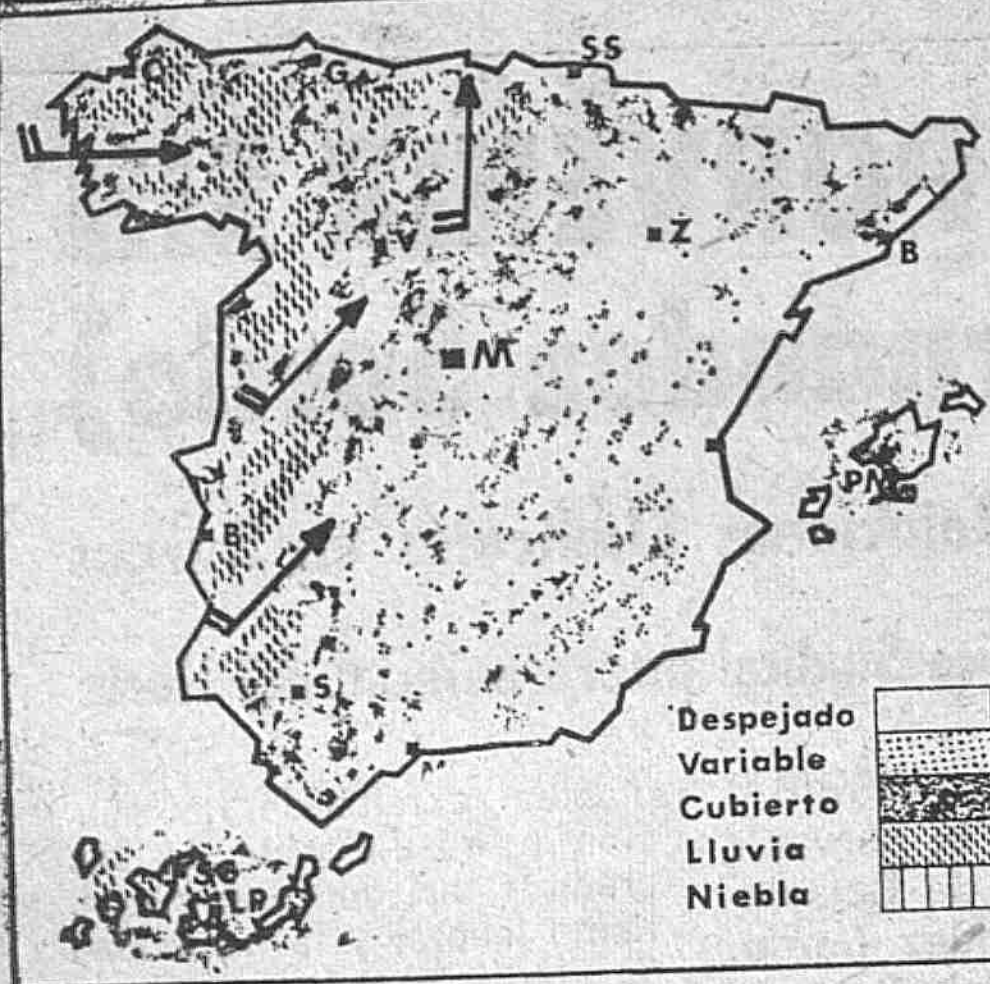 SS
C
G
V
Z
B
M
PM
B
S
Despejado
Variable
Cubierto
Lluvia
Niebla
SC
LP